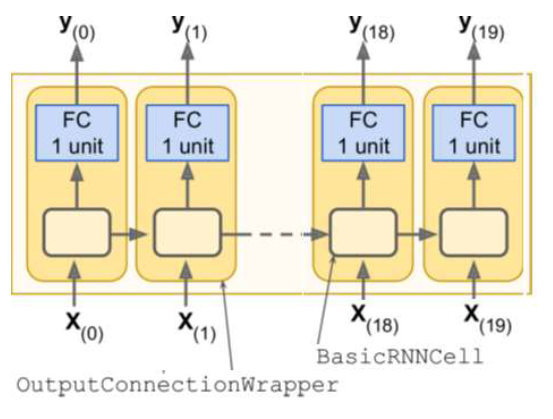 y(0) y(1) y(18) y(19)
FC FC FC FC
1 unit 1 unit 1 unit 1 unit
X(0) X(1) X(18) X(19)
BasicRNNCell
OutputConnectionWrapper